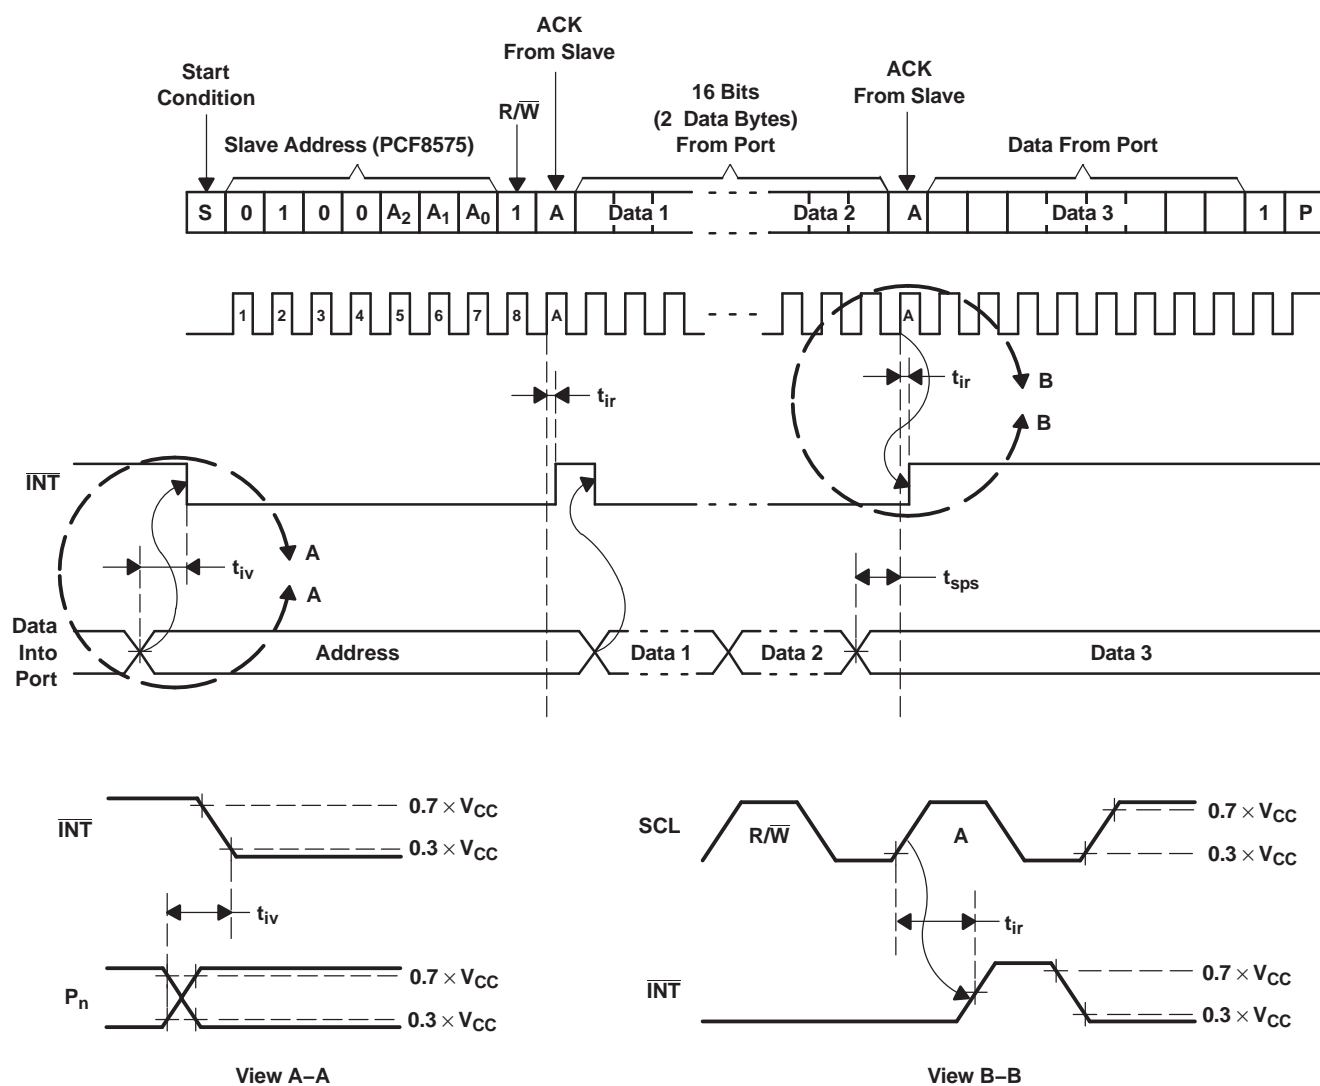 ACK
From Slave
Start
Condition
R/W̅
16 Bits
(2 Data Bytes)
From Port
ACK
From Slave
Slave Address (PCF8575)
Data From Port
S 0 1 0 0 A2 A1 A0 1 A Data 1 Data 2 A Data 3 1 P
1 2 3 4 5 6 7 8 A A
tir
tir
B
B
I̅N̅T̅
tiv
A
A
tsps
Data
Into
Port
Address Data 1 Data 2 Data 3
I̅N̅T̅
0.7 × VCC
0.3 × VCC
tiv
Pn
0.7 × VCC
0.3 × VCC
View A–A
SCL
R/W̅
A
0.7 × VCC
0.3 × VCC
tir
I̅N̅T̅
0.7 × VCC
0.3 × VCC
View B–B